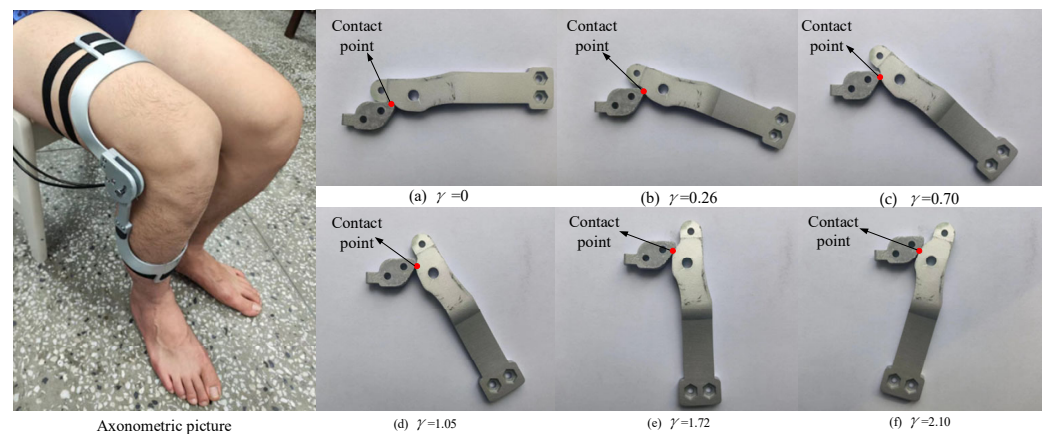 Contact
point
Contact
point
Contact
point
(a) γ =0
(b) γ =0.26
(c) γ =0.70
Contact
point
Contact
point
Contact
point
(d) γ =1.05
(e) γ =1.72
(f) γ =2.10
Axonometric picture